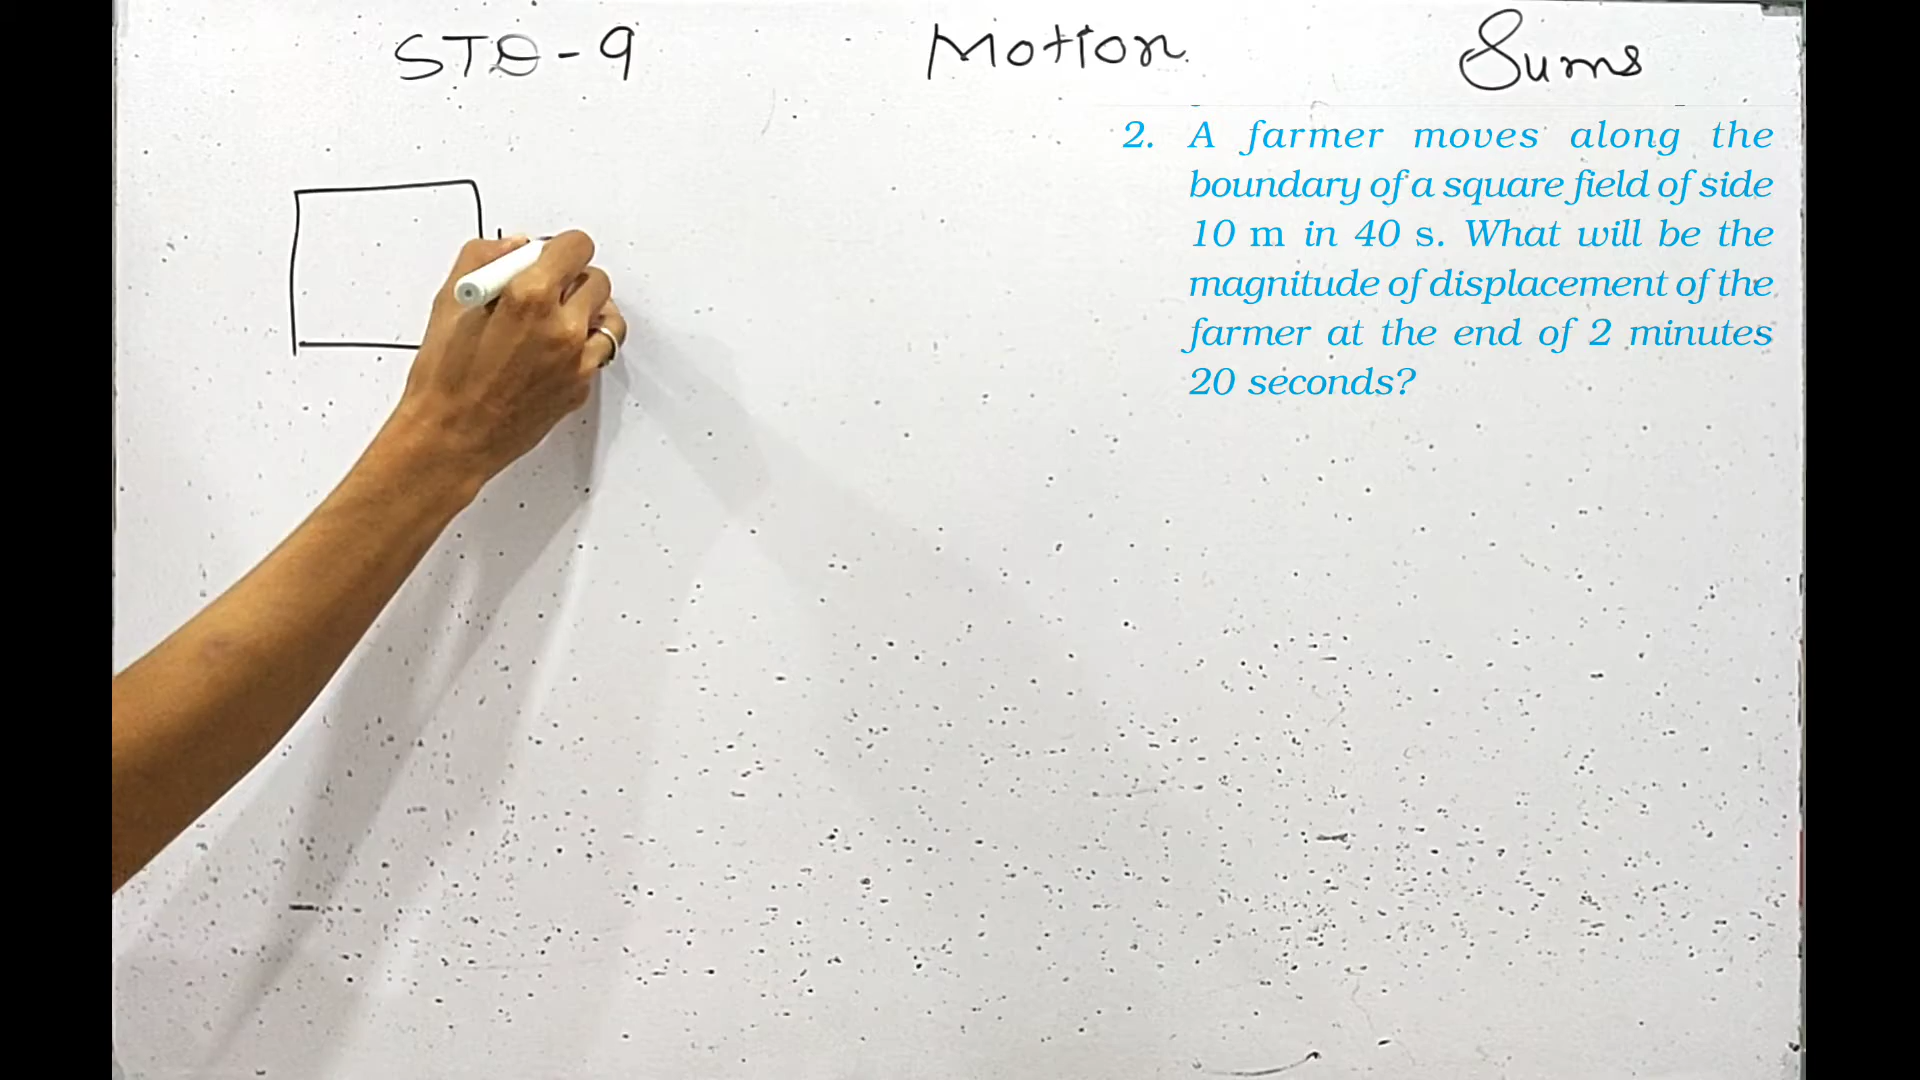 STD-9 Motion Sums
2. A farmer moves along the
boundary of a square field of side
10 m in 40 s. What will be the
magnitude of displacement of the
farmer at the end of 2 minutes
20 seconds?